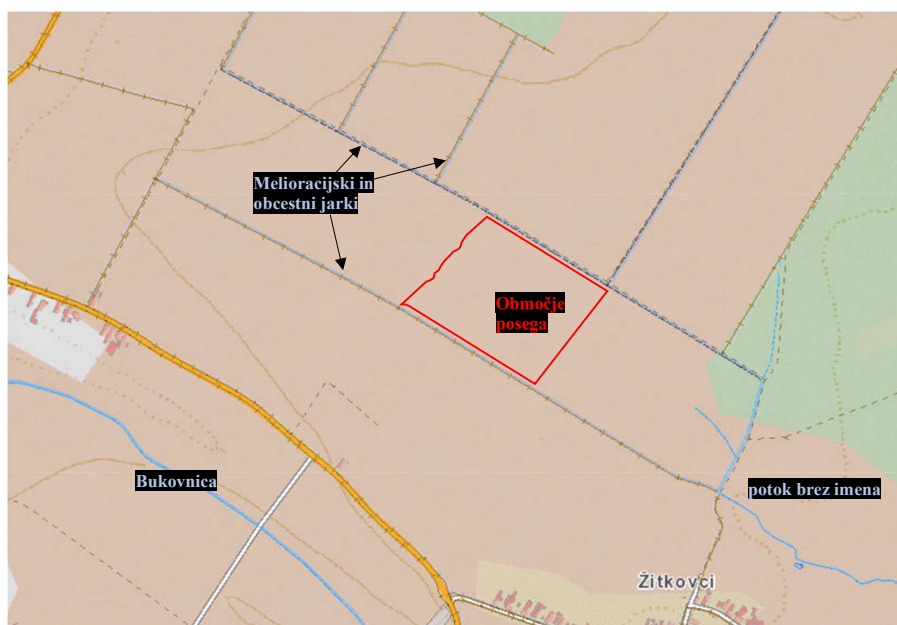 Melioracijski in
obcestni jarki
Območje
posega
Bukovnica
potok brez imena
Žitkovci